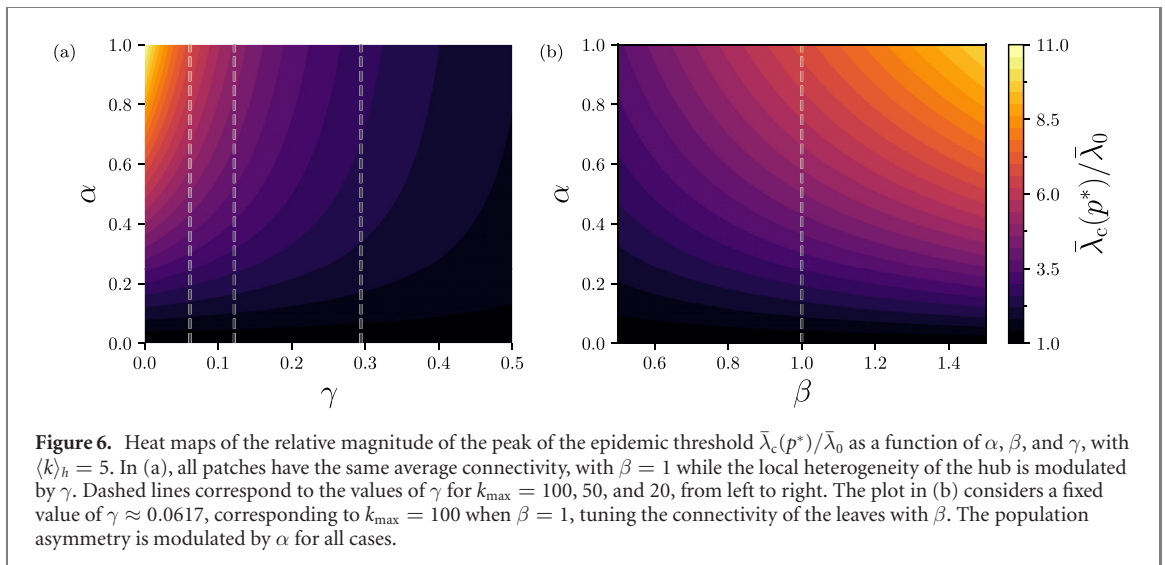 (a)
α
1.0
0.8
0.6
0.4
0.2
0.0
0.0 0.1 0.2 0.3 0.4 0.5
γ
(b)
α
1.0
0.8
0.6
0.4
0.2
0.0
0.6 0.8 1.0 1.2 1.4
β
11.0
8.5
6.0
3.5
1.0
λ̄c(p*)/λ̄0
Figure 6. Heat maps of the relative magnitude of the peak of the epidemic threshold λ̄c(p*)/λ̄0 as a function of α, β, and γ, with
⟨k⟩h = 5. In (a), all patches have the same average connectivity, with β = 1 while the local heterogeneity of the hub is modulated
by γ. Dashed lines correspond to the values of γ for kmax = 100, 50, and 20, from left to right. The plot in (b) considers a fixed
value of γ ≈ 0.0617, corresponding to kmax = 100 when β = 1, tuning the connectivity of the leaves with β. The population
asymmetry is modulated by α for all cases.